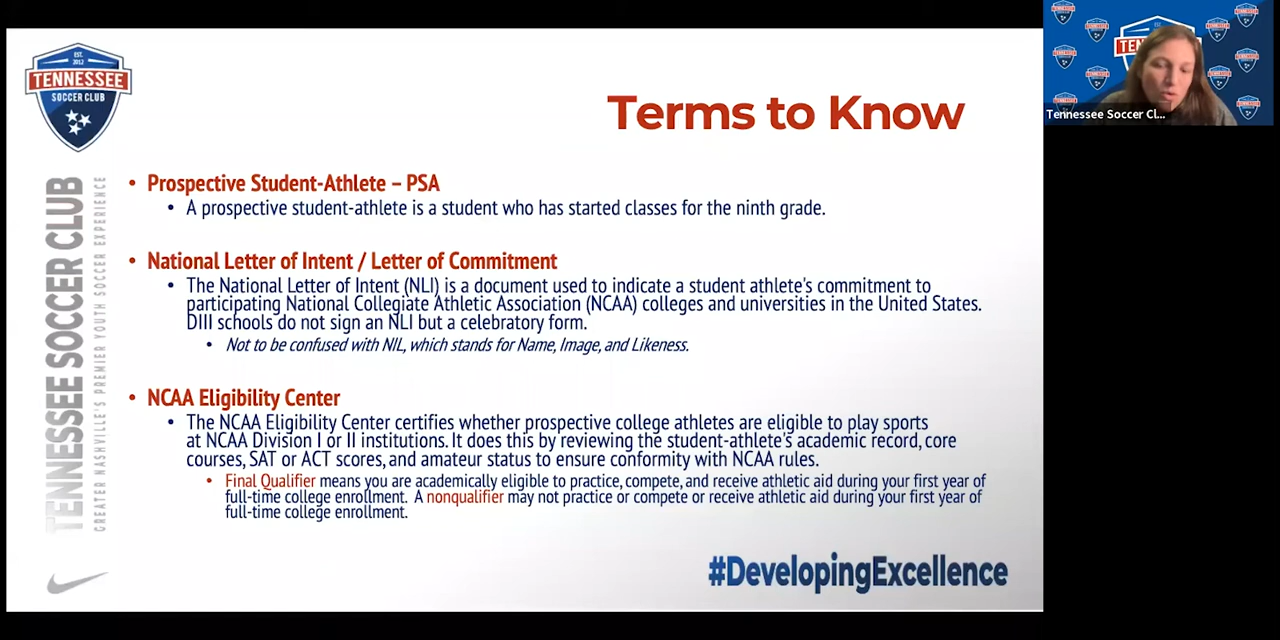 EST.
2012
TENNESSEE
SOCCER CLUB
Terms to Know
TENNESSEE SOCCER CLUB
GREATER NASHVILLE'S PREMIER YOUTH SOCCER EXPERIENCE
• Prospective Student-Athlete – PSA
• A prospective student-athlete is a student who has started classes for the ninth grade.
• National Letter of Intent / Letter of Commitment
• The National Letter of Intent (NLI) is a document used to indicate a student athlete's commitment to
participating National Collegiate Athletic Association (NCAA) colleges and universities in the United States.
DIII schools do not sign an NLI but a celebratory form.
• Not to be confused with NIL, which stands for Name, Image, and Likeness.
• NCAA Eligibility Center
• The NCAA Eligibility Center certifies whether prospective college athletes are eligible to play sports
at NCAA Division I or II institutions. It does this by reviewing the student-athlete's academic record, core
courses, SAT or ACT scores, and amateur status to ensure conformity with NCAA rules.
• Final Qualifier means you are academically eligible to practice, compete, and receive athletic aid during your first year of
full-time college enrollment. A nonqualifier may not practice or compete or receive athletic aid during your first year of
full-time college enrollment.
#DevelopingExcellence
Tennessee Soccer Cl...